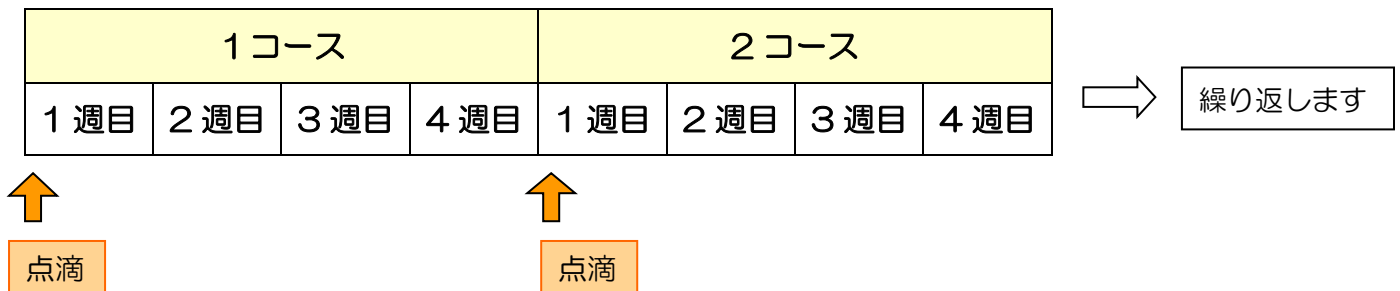 １コース ２コース
１週目 ２週目 ３週目 ４週目 １週目 ２週目 ３週目 ４週目 繰り返します
点滴 点滴